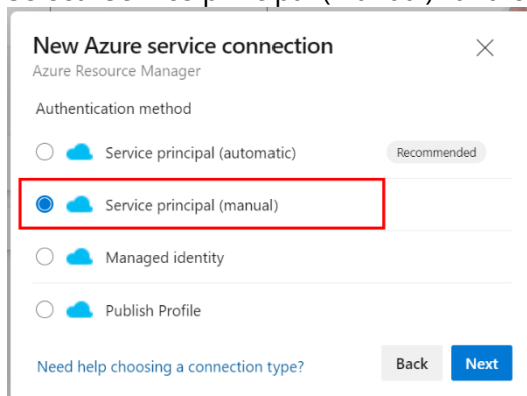 New Azure service connection
Azure Resource Manager
Authentication method
Service principal (automatic)
Recommended
Service principal (manual)
Managed identity
Publish Profile
Need help choosing a connection type?
Back
Next